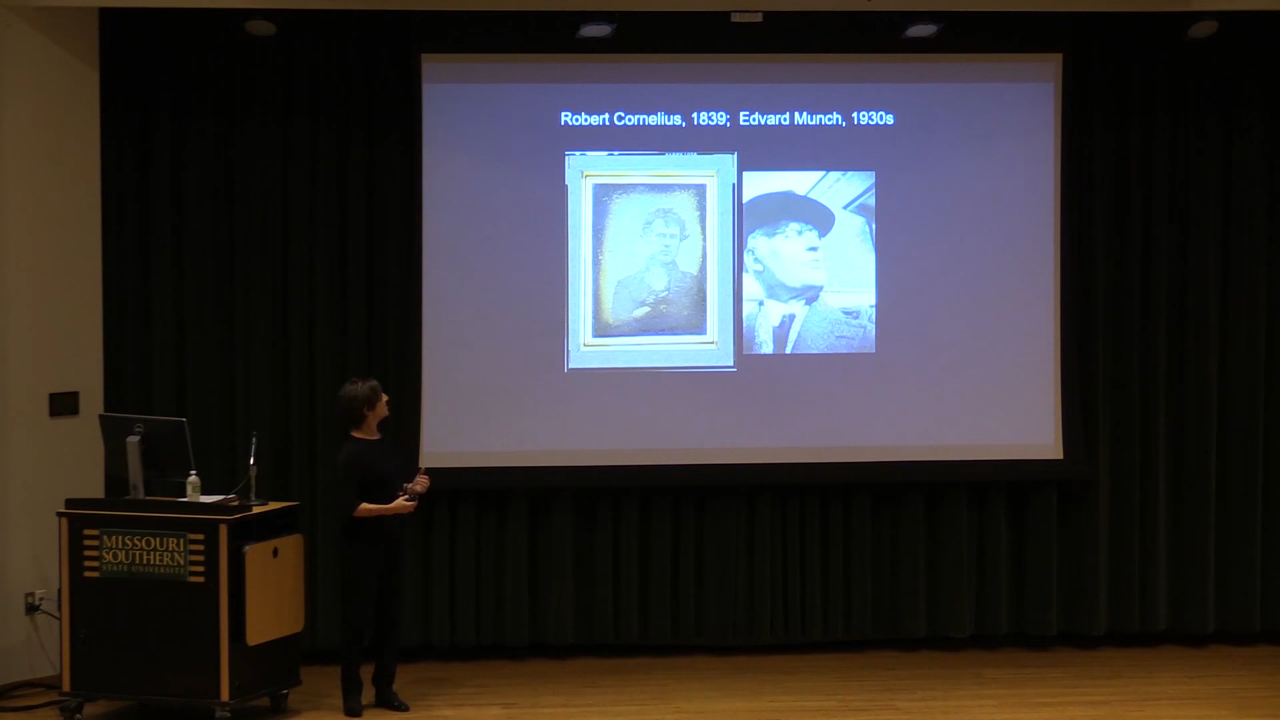 Robert Cornelius, 1839;  Edvard Munch, 1930s
MISSOURI
SOUTHERN
STATE UNIVERSITY